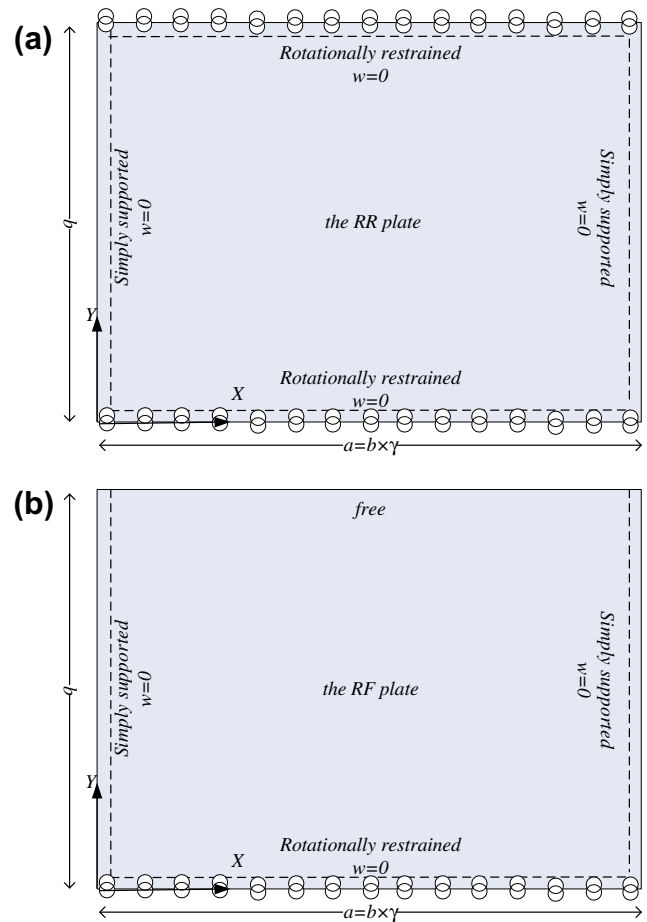 (a)
Rotationally restrained
w=0
Simply supported
w=0
b
the RR plate
Simply supported
w=0
Y
Rotationally restrained
w=0
X
a=b×γ
(b)
free
Simply supported
w=0
b
the RF plate
Simply supported
w=0
Y
Rotationally restrained
w=0
X
a=b×γ